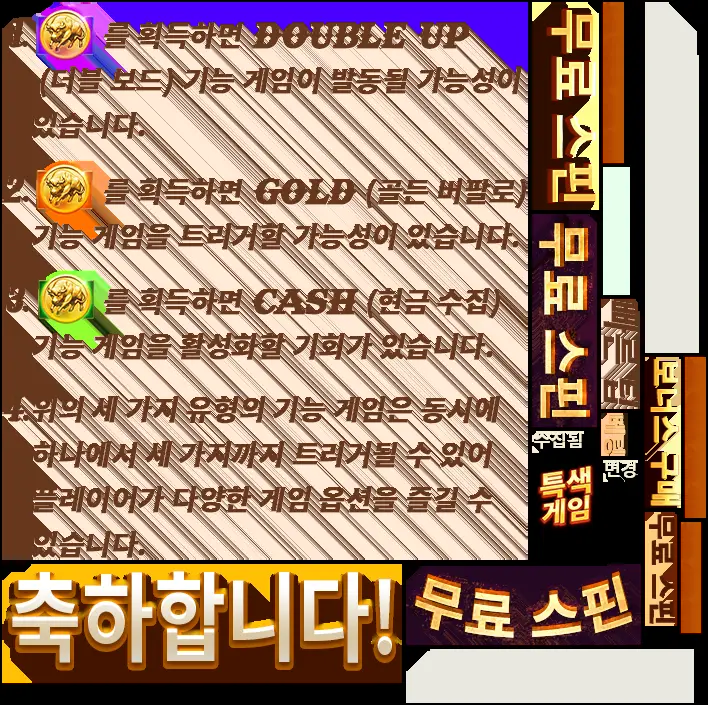 1. 를 획득하면 DOUBLE UP
(더블 보드) 기능 게임이 발동될 가능성이
있습니다.
2. 를 획득하면 GOLD (골든 버팔로)
기능 게임을 트리거할 가능성이 있습니다.
3. 를 획득하면 CASH (현금 수집)
기능 게임을 활성화할 기회가 있습니다.
4. 위의 세 가지 유형의 기능 게임은 동시에
하나에서 세 가지까지 트리거될 수 있어
플레이어가 다양한 게임 옵션을 즐길 수
있습니다.
무료 스핀
무료 스핀
수집됨
특색
게임
변경
보너스 구매
무료 스핀
축하합니다!
무료 스핀